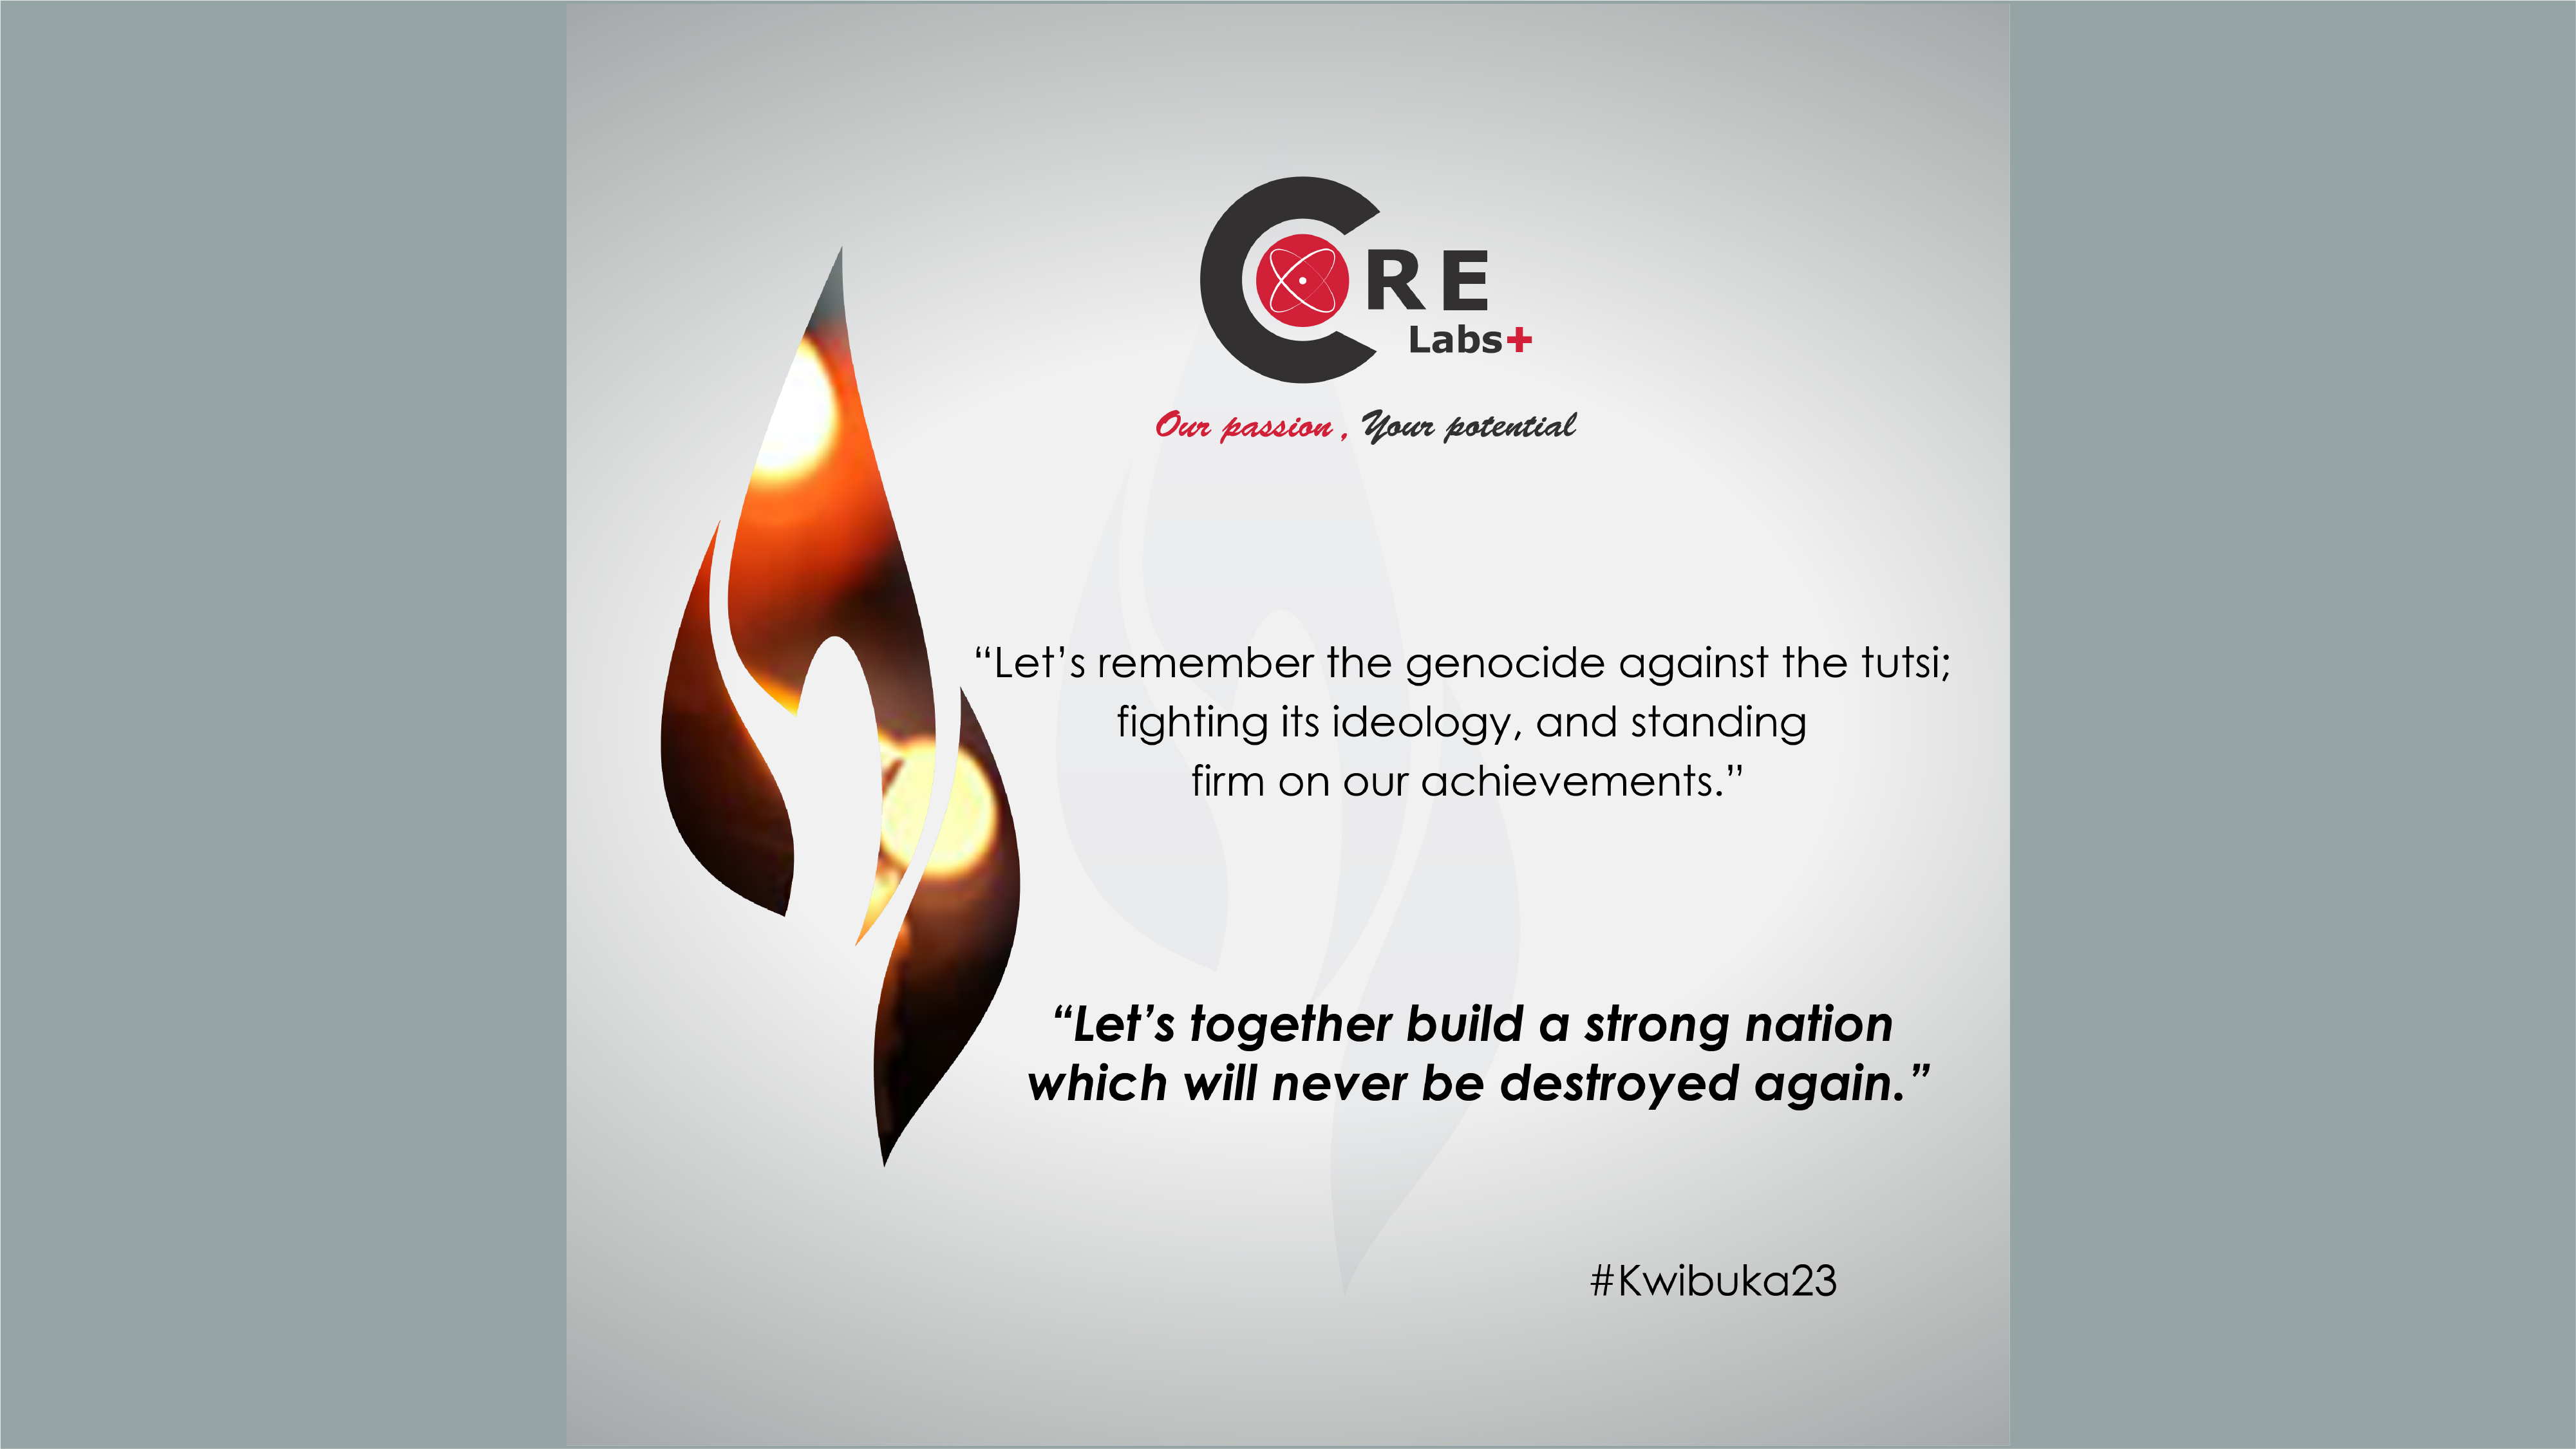 CORE
Labs+
Our passion , Your potential
“Let’s remember the genocide against the tutsi;
fighting its ideology, and standing
firm on our achievements.”
“Let’s together build a strong nation
which will never be destroyed again.”
#Kwibuka23